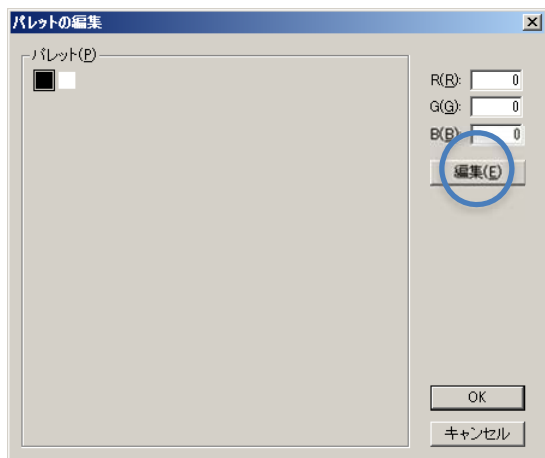 パレットの編集
パレット(P)
R(R): 0
G(G): 0
B(B): 0
編集(E)
OK
キャンセル